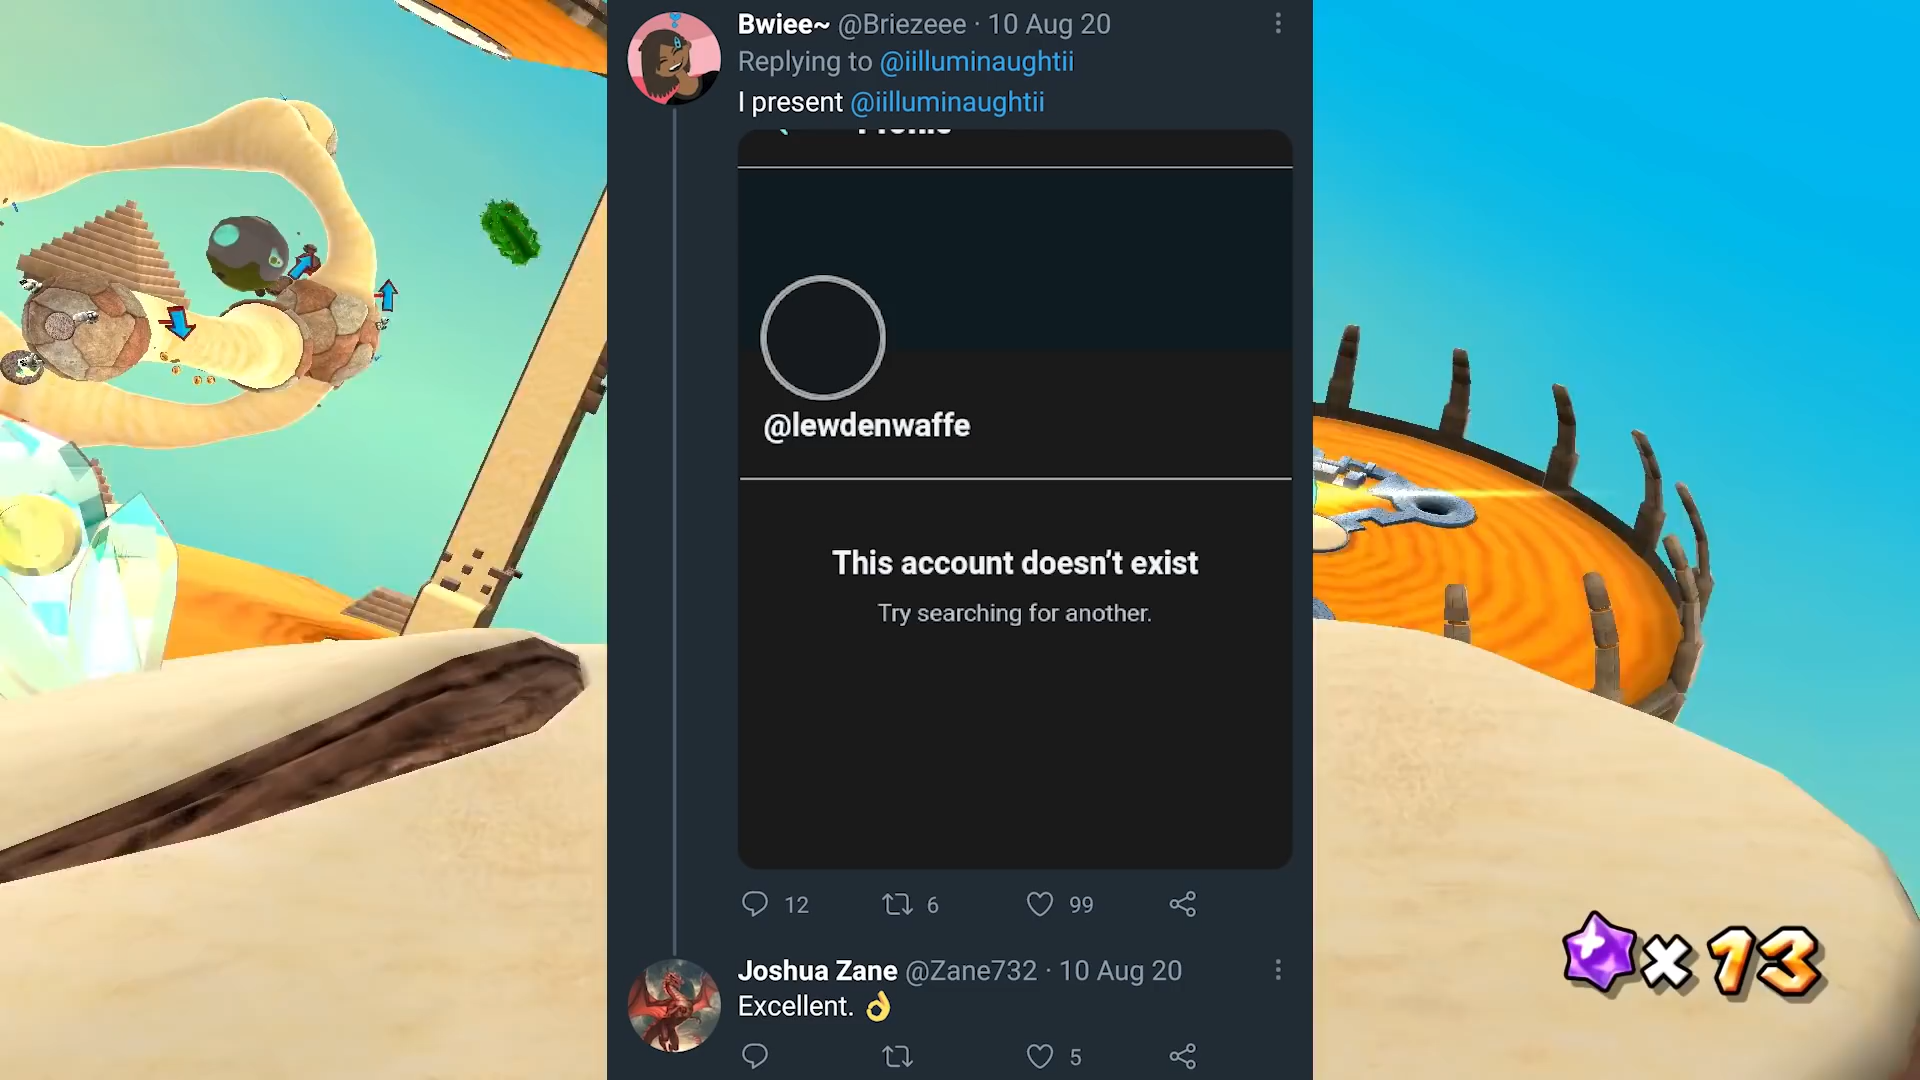 Bwiee~ @Briezeee · 10 Aug 20
Replying to @iilluminaughtii
I present @iilluminaughtii
Profile
@lewdenwaffe
This account doesn't exist
Try searching for another.
12 6 99
Joshua Zane @Zane732 · 10 Aug 20
Excellent. 👌
5
x 13